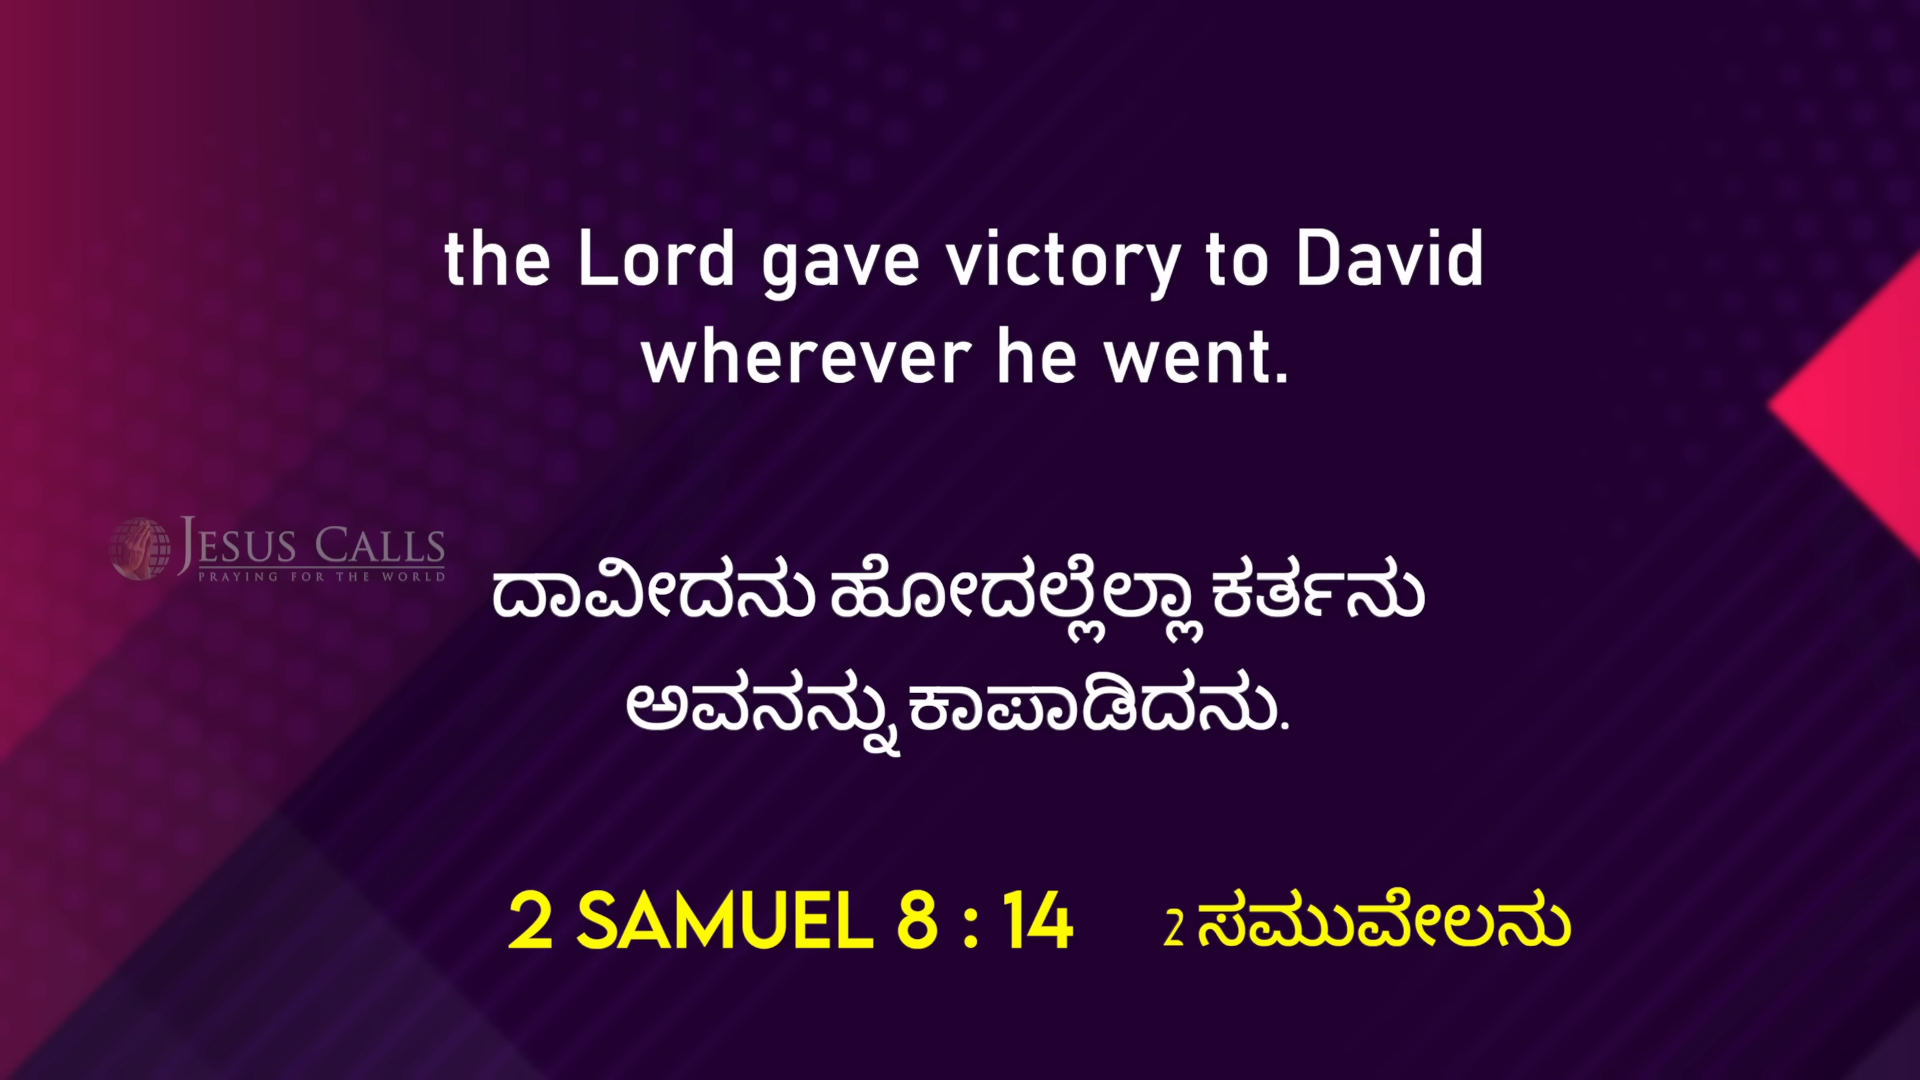 the Lord gave victory to David
wherever he went.
JESUS CALLS
PRAYING FOR THE WORLD
ದಾವೀದನು ಹೋದಲ್ಲೆಲ್ಲಾ ಕರ್ತನು
ಅವನನ್ನು ಕಾಪಾಡಿದನು.
2 SAMUEL 8 : 14 2 ಸಮುವೇಲನು